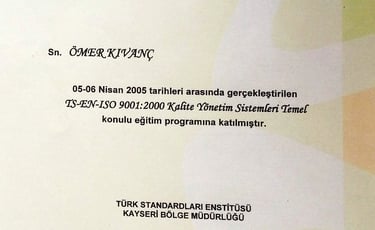 Sn. ÖMER KIVANÇ
05-06 Nisan 2005 tarihleri arasında gerçekleştirilen
TS-EN-ISO 9001:2000 Kalite Yönetim Sistemleri Temel
konulu eğitim programına katılmıştır.
TÜRK STANDARDLARI ENSTİTÜSÜ
KAYSERİ BÖLGE MÜDÜRLÜĞÜ